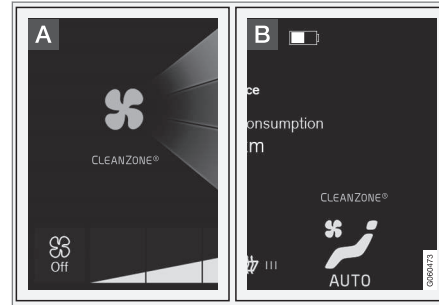 A
CLEANZONE®
Off
B
ce
onsumption
m
CLEANZONE®
AUTO
G060473